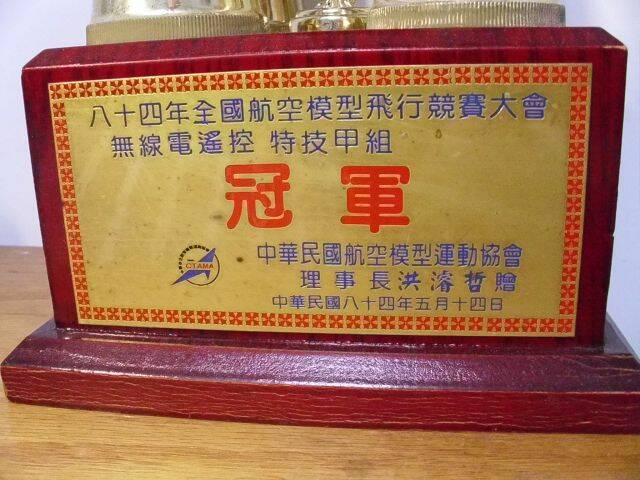 八十四年全國航空模型飛行競賽大會
無線電遙控 特技甲組
冠軍
CTAMA
中華民國航空模型運動協會
理事長洪濬哲贈
中華民國八十四年五月十四日